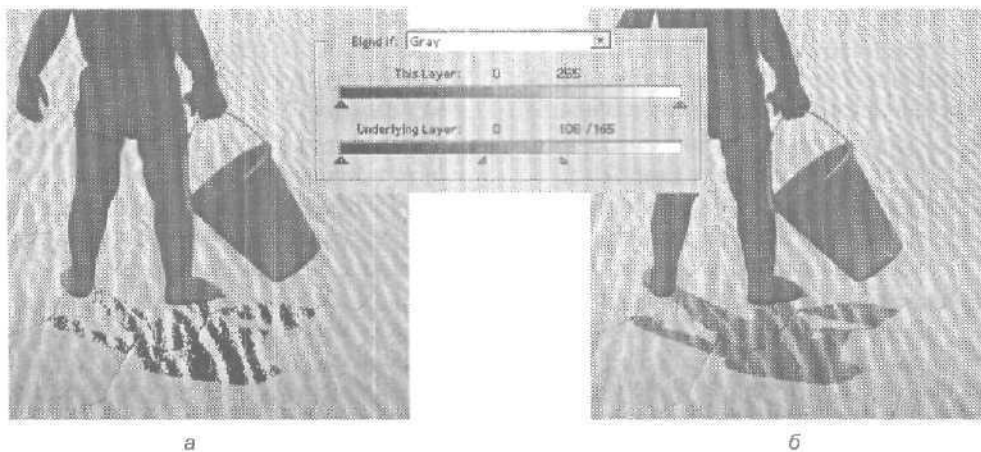 Blend if: Gray
This Layer: 0 255
Underlying Layer: 0 108 / 165
а
б